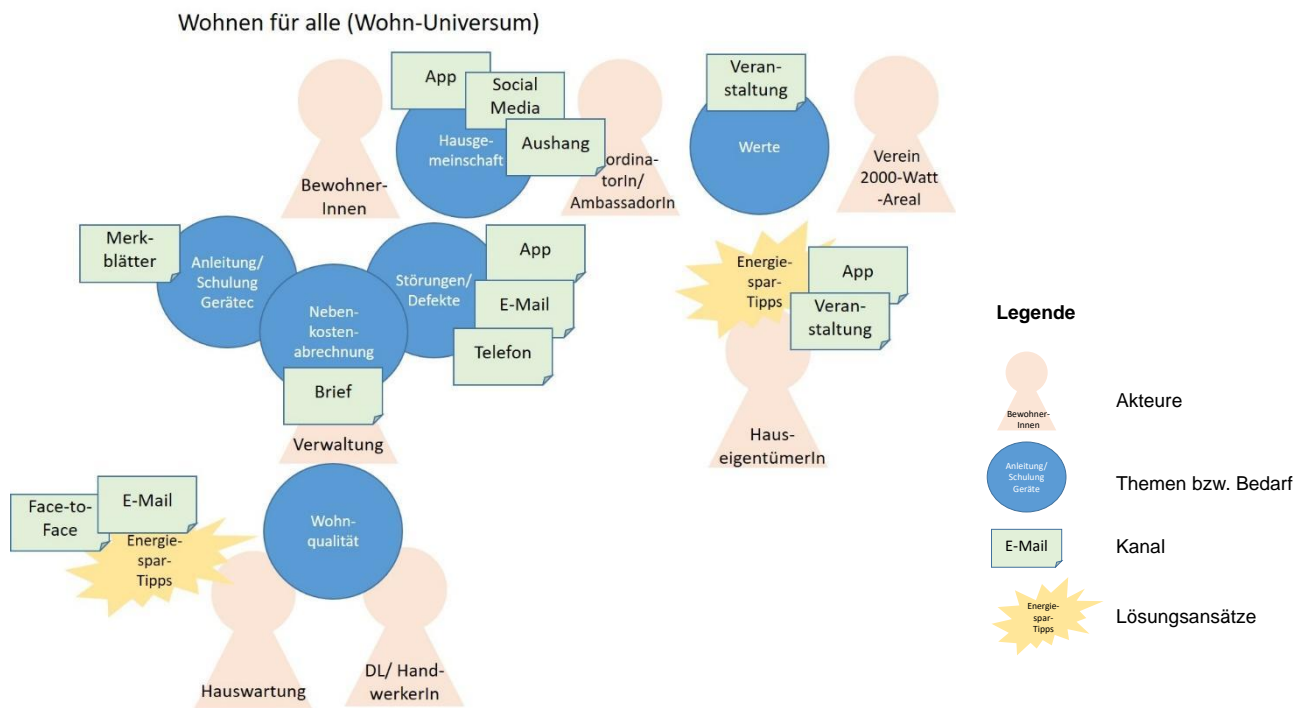 Wohnen für alle (Wohn-Universum)
App
Social
Media
Aushang
Hausge-
meinschaft
Bewohner-
Innen
ordina-
torIn/
AmbassadorIn
Veran-
staltung
Werte
Verein
2000-Watt
-Areal
Merk-
blätter
Anleitung/
Schulung
Gerätec
Neben-
kosten-
abrechnung
Störungen/
Defekte
App
E-Mail
Telefon
Brief
Verwaltung
Energie-
spar-
Tipps
App
Veran-
staltung
Haus-
eigentümerIn
Face-to-
Face
E-Mail
Energie-
spar-
Tipps
Wohn-
qualität
Hauswartung
DL/ Hand-
werkerIn
Legende
Bewohner-
Innen
Akteure
Anleitung/
Schulung
Geräte
Themen bzw. Bedarf
E-Mail
Kanal
Energie-
spar-
Tipps
Lösungsansätze